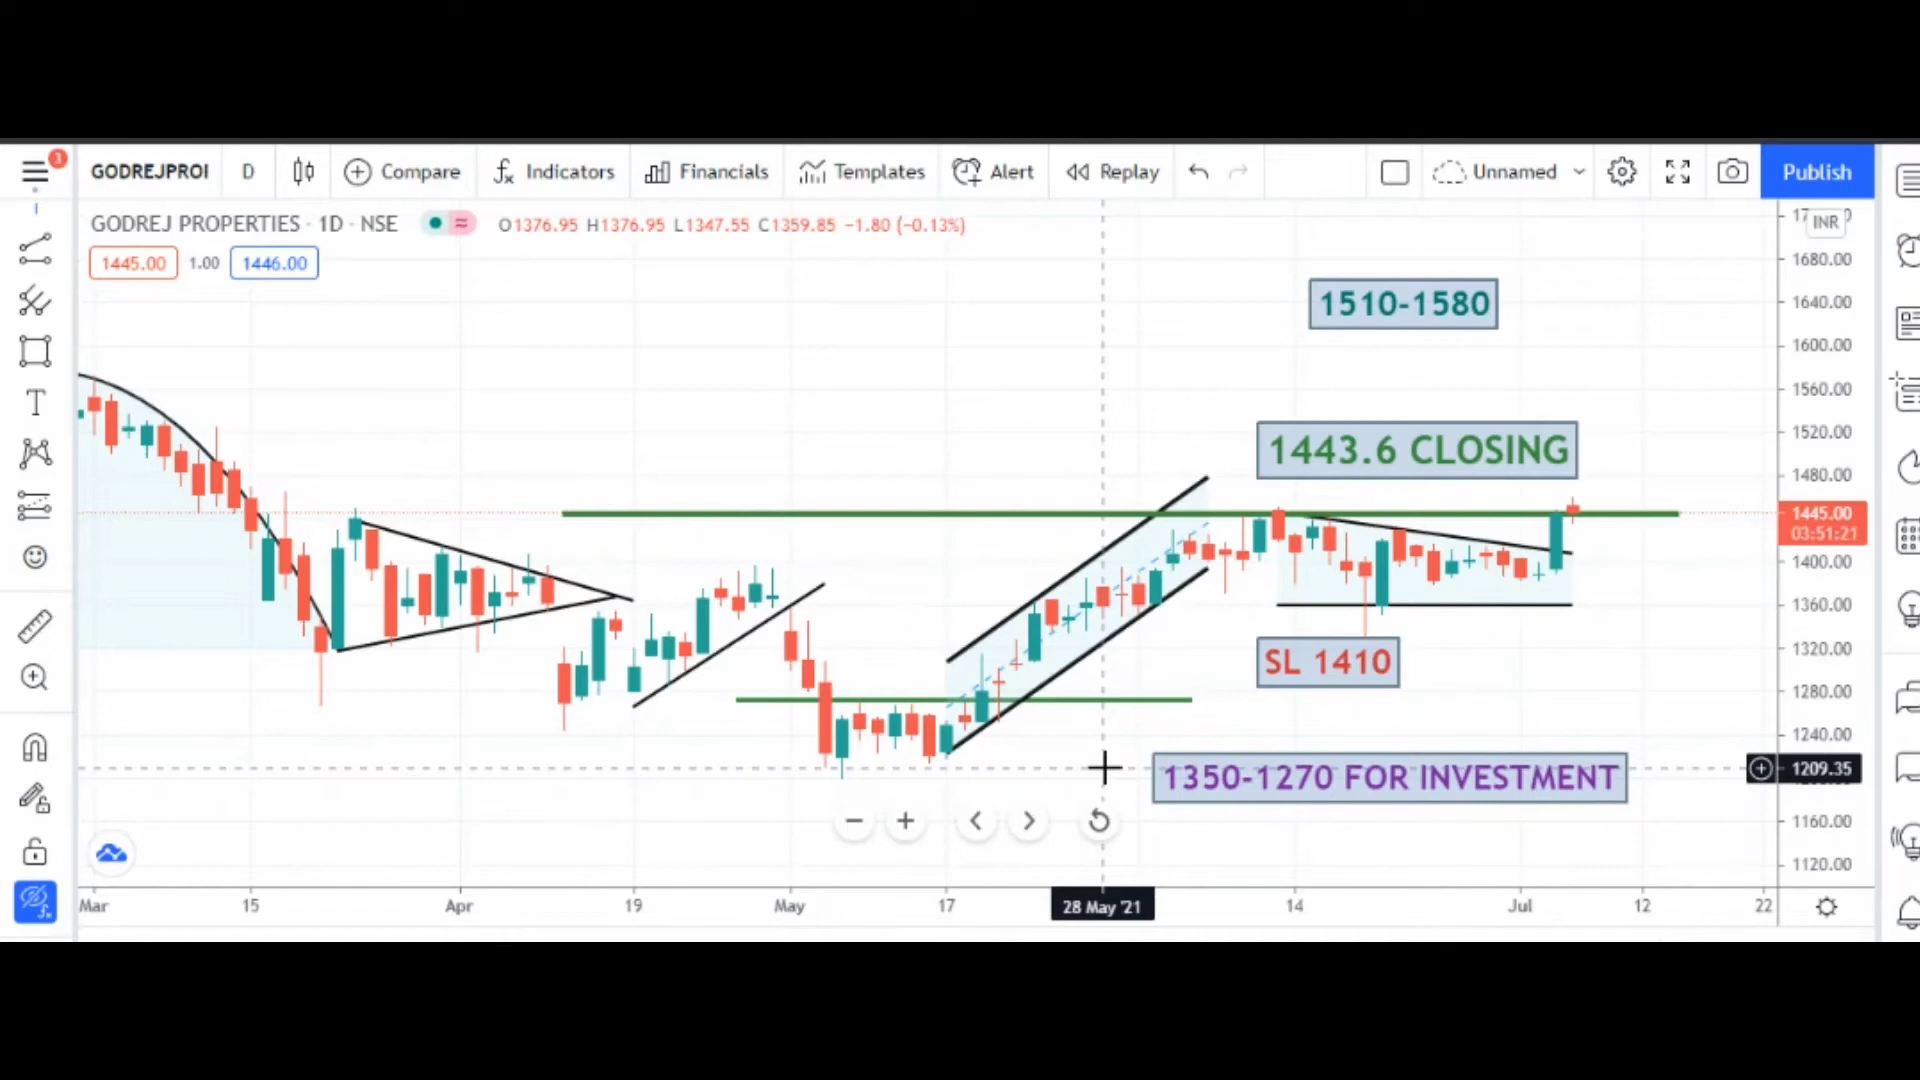 3
GODREJPROI D Compare Indicators Financials Templates Alert Replay Unnamed Publish
GODREJ PROPERTIES · 1D · NSE O1376.95 H1376.95 L1347.55 C1359.85 −1.80 (−0.13%)
1445.00 1.00 1446.00
INR
1680.00
1510-1580
1640.00
1600.00
1560.00
1520.00
1443.6 CLOSING
1480.00
1445.00
03:51:21
1400.00
1360.00
1320.00
SL 1410
1280.00
1240.00
1209.35
1350-1270 FOR INVESTMENT
1160.00
1120.00
Mar 15 Apr 19 May 17 28 May '21 14 Jul 12 22